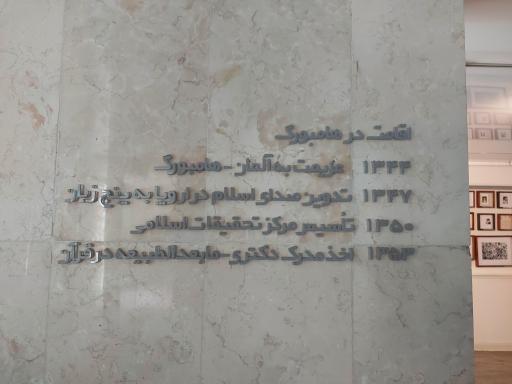 اقامت در هامبورگ
۱۳۴۴ عزیمت به آلمان - هامبورگ
۱۳۴۷ تدوین صدای اسلام در اروپا به پنج زبان
۱۳۵۰ تأسیس مرکز تحقیقات اسلامی
۱۳۵۳ اخذ مدرک دکتری - مابعدالطبیعه در قرآن